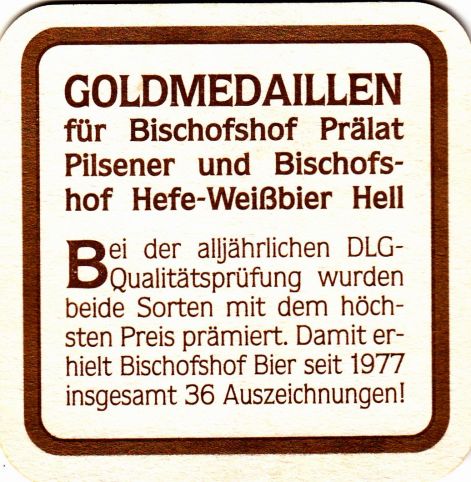 GOLDMEDAILLEN
für Bischofshof Prälat
Pilsener und Bischofs-
hof Hefe-Weißbier Hell
Bei der alljährlichen DLG-
Qualitätsprüfung wurden
beide Sorten mit dem höch-
sten Preis prämiert. Damit er-
hielt Bischofshof Bier seit 1977
insgesamt 36 Auszeichnungen!